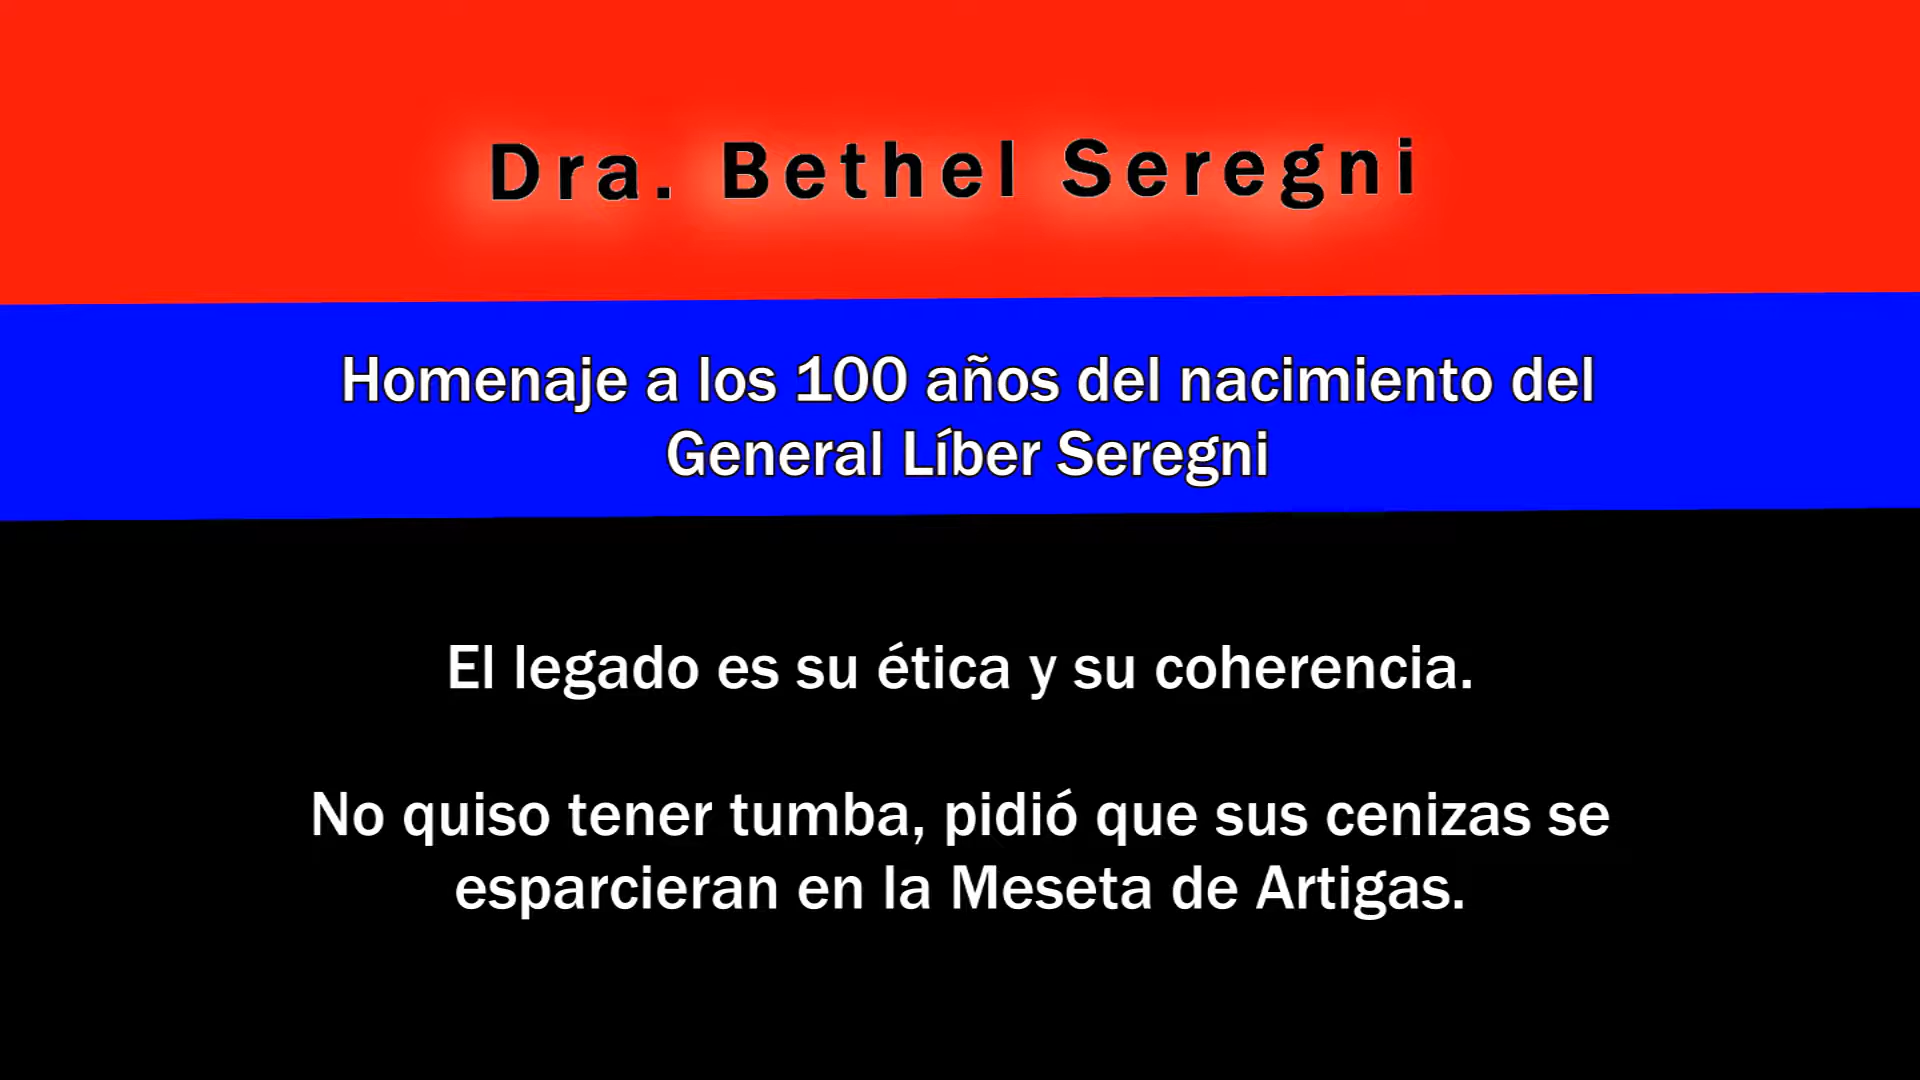 Dra. Bethel Seregni
Homenaje a los 100 años del nacimiento del
General Líber Seregni
El legado es su ética y su coherencia.
No quiso tener tumba, pidió que sus cenizas se
esparcieran en la Meseta de Artigas.